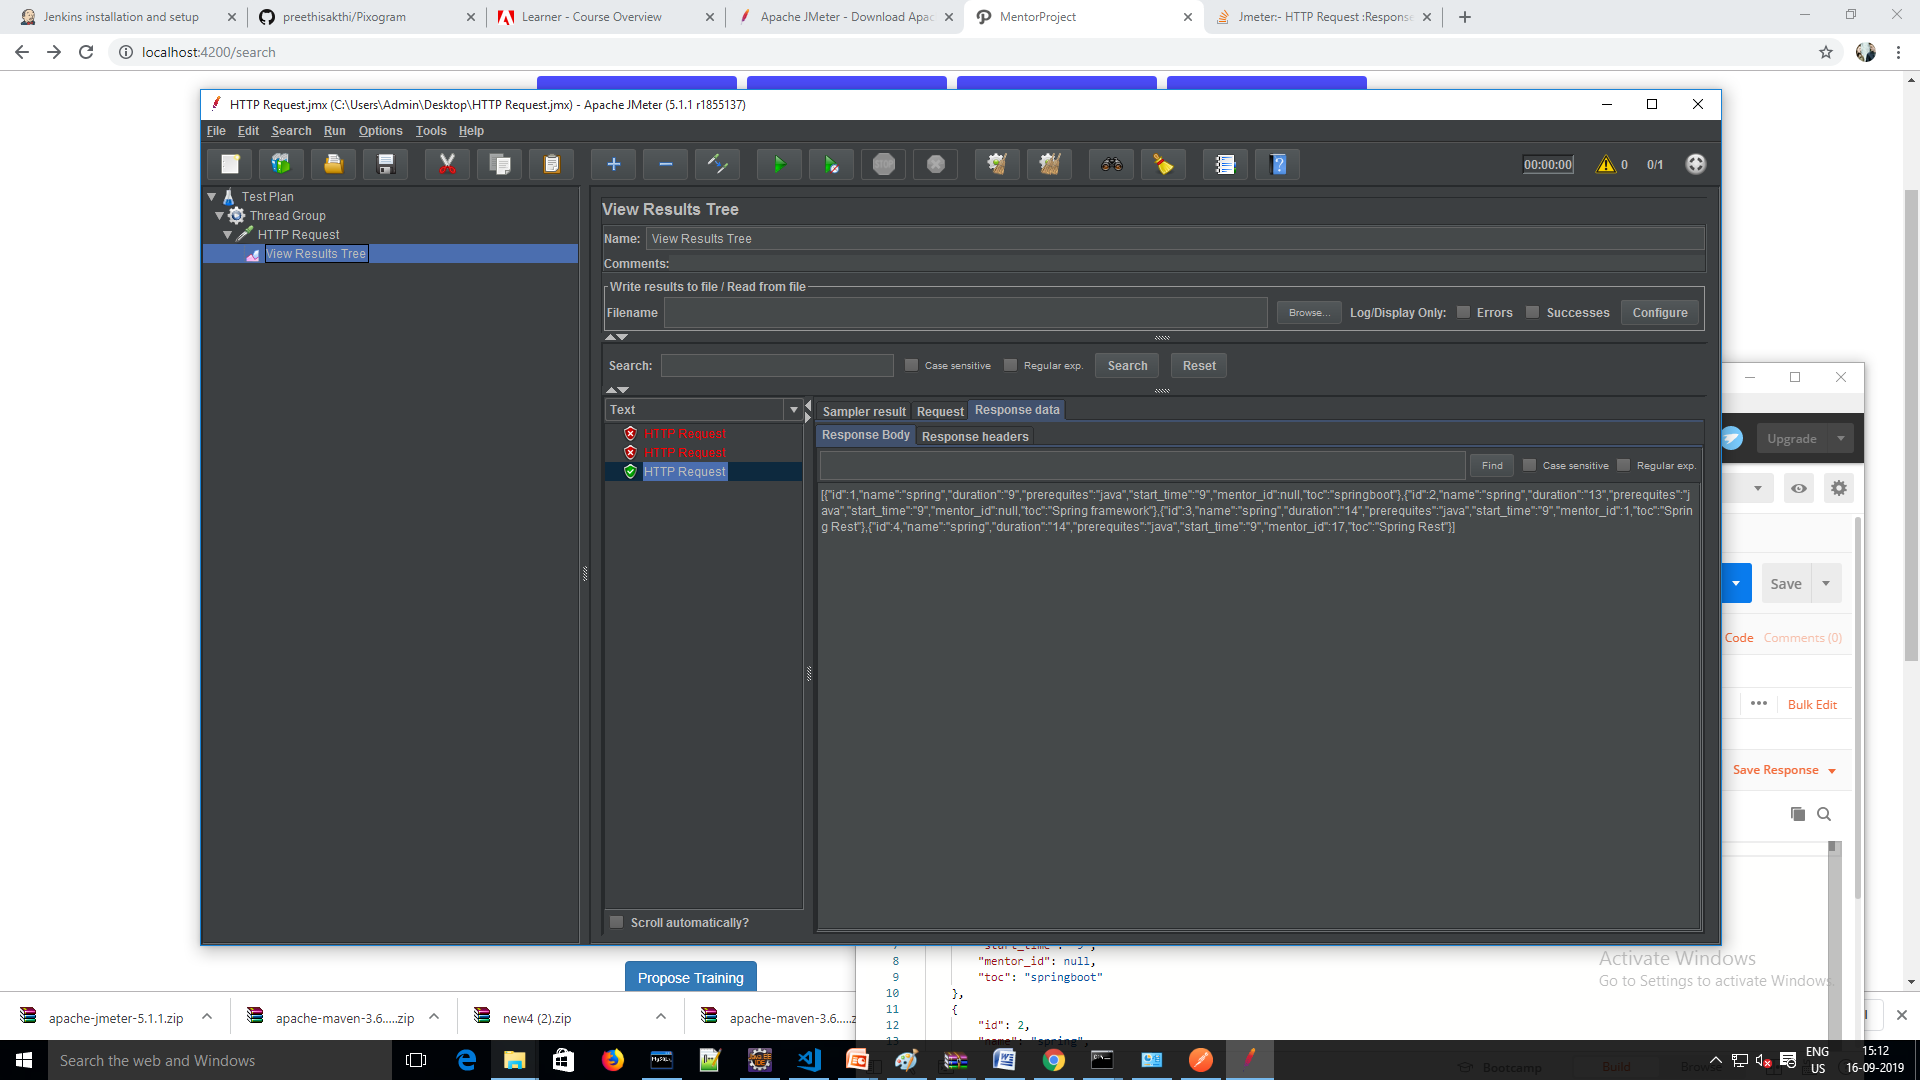 Jenkins installation and setup
preethisakthi/Pixogram
Learner - Course Overview
Apache JMeter - Download Apac
MentorProject
Jmeter:- HTTP Request :Response
localhost:4200/search
HTTP Request.jmx (C:\Users\Admin\Desktop\HTTP Request.jmx) - Apache JMeter (5.1.1 r1855137)
File Edit Search Run Options Tools Help
STOP
00:00:00 0 0/1
Test Plan
Thread Group
HTTP Request
View Results Tree
View Results Tree
Name: View Results Tree
Comments:
Write results to file / Read from file
Filename Browse... Log/Display Only: Errors Successes Configure
Search: Case sensitive Regular exp. Search Reset
Text
HTTP Request
HTTP Request
HTTP Request
Sampler result Request Response data
Response Body Response headers
Find Case sensitive Regular exp.
[{"id":1,"name":"spring","duration":"9","prerequites":"java","start_time":"9","mentor_id":null,"toc":"springboot"},{"id":2,"name":"spring","duration":"13","prerequites":"j
ava","start_time":"9","mentor_id":null,"toc":"Spring framework"},{"id":3,"name":"spring","duration":"14","prerequites":"java","start_time":"9","mentor_id":1,"toc":"Sprin
g Rest"},{"id":4,"name":"spring","duration":"14","prerequites":"java","start_time":"9","mentor_id":17,"toc":"Spring Rest"}]
Scroll automatically?
Upgrade
Save
Code Comments (0)
Bulk Edit
Save Response
7 "start_time": "9",
8 "mentor_id": null,
9 "toc": "springboot"
10 },
11 {
12 "id": 2,
13 "name": "spring",
Propose Training
Activate Windows
Go to Settings to activate Windows.
apache-jmeter-5.1.1.zip
apache-maven-3.6.....zip
new4 (2).zip
apache-maven-3.6.....z
Bootcamp Build Browse
Search the web and Windows
ENG
US
15:12
16-09-2019